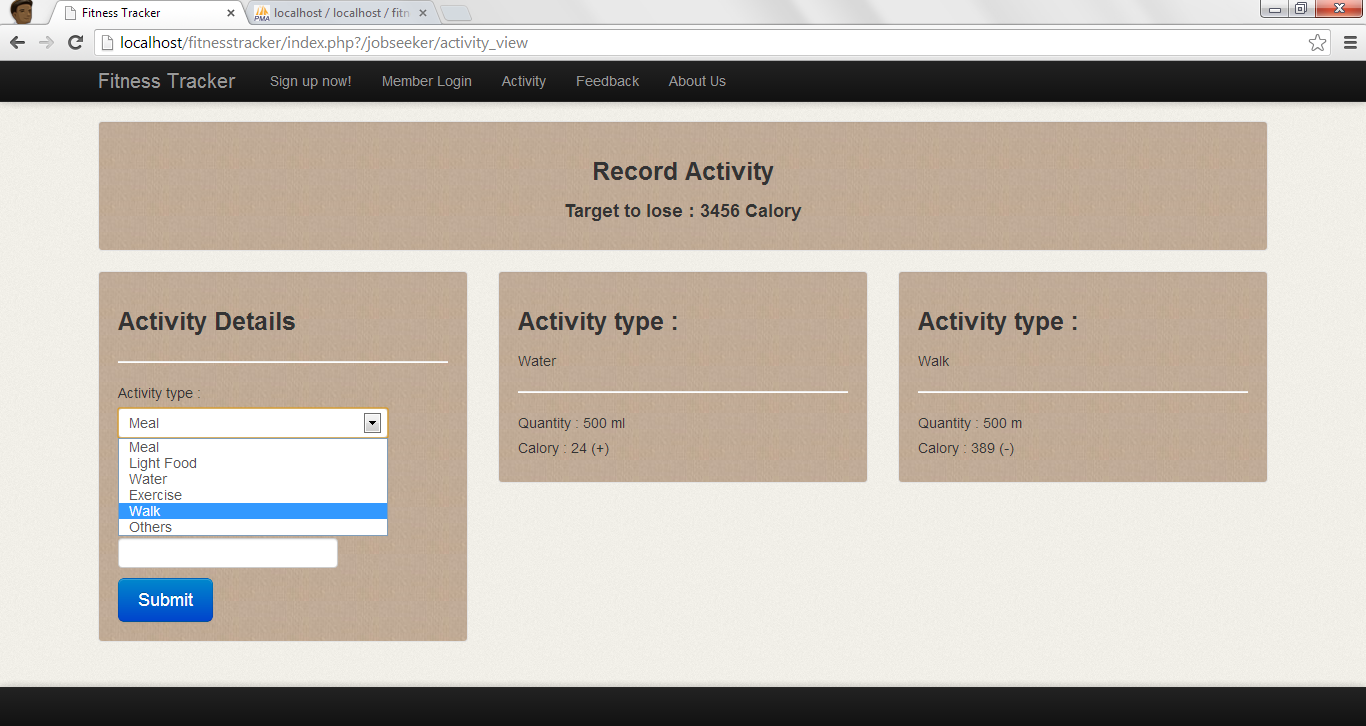 Fitness Tracker
localhost / localhost / fitn
localhost/fitnesstracker/index.php?/jobseeker/activity_view
Fitness Tracker Sign up now! Member Login Activity Feedback About Us
Record Activity
Target to lose : 3456 Calory
Activity Details
Activity type :
Meal
Meal
Light Food
Water
Exercise
Walk
Others
Submit
Activity type :
Water
Quantity : 500 ml
Calory : 24 (+)
Activity type :
Walk
Quantity : 500 m
Calory : 389 (-)